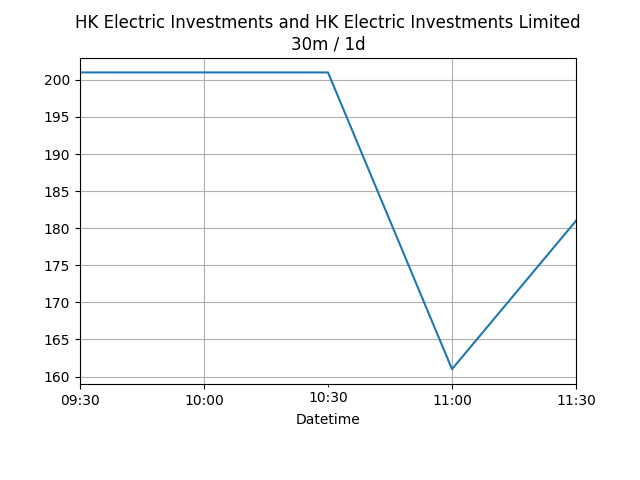 HK Electric Investments and HK Electric Investments Limited
30m / 1d
200
195
190
185
180
175
170
165
160
09:30 10:00 10:30 11:00 11:30
Datetime